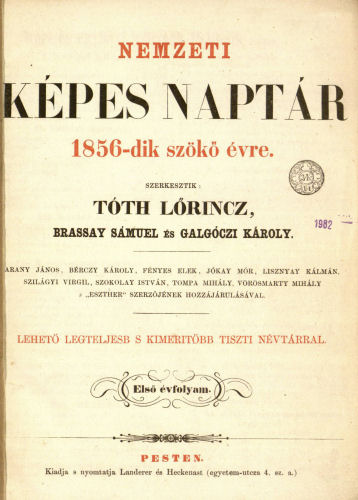 NEMZETI
KÉPES NAPTÁR
1856-dik szökő évre.
SZERKESZTIK:
TÓTH LŐRINCZ,
BRASSAY SÁMUEL ÉS GALGÓCZI KÁROLY.
1982
ARANY JÁNOS, BÉRCZY KÁROLY, FÉNYES ELEK, JÓKAY MÓR, LISZNYAY KÁLMÁN,
SZILÁGYI VIRGIL, SZOKOLAY ISTVÁN, TOMPA MIHÁLY, VÖRÖSMARTY MIHÁLY
s „ESZTHER" SZERZŐJÉNEK HOZZÁJÁRULÁSÁVAL.
LEHETŐ LEGTELJESB S KIMERITŐBB TISZTI NÉVTÁRRAL.
Első évfolyam.
PESTEN.
Kiadja s nyomtatja Landerer és Heckenast (egyetem-utcza 4. sz. a.)